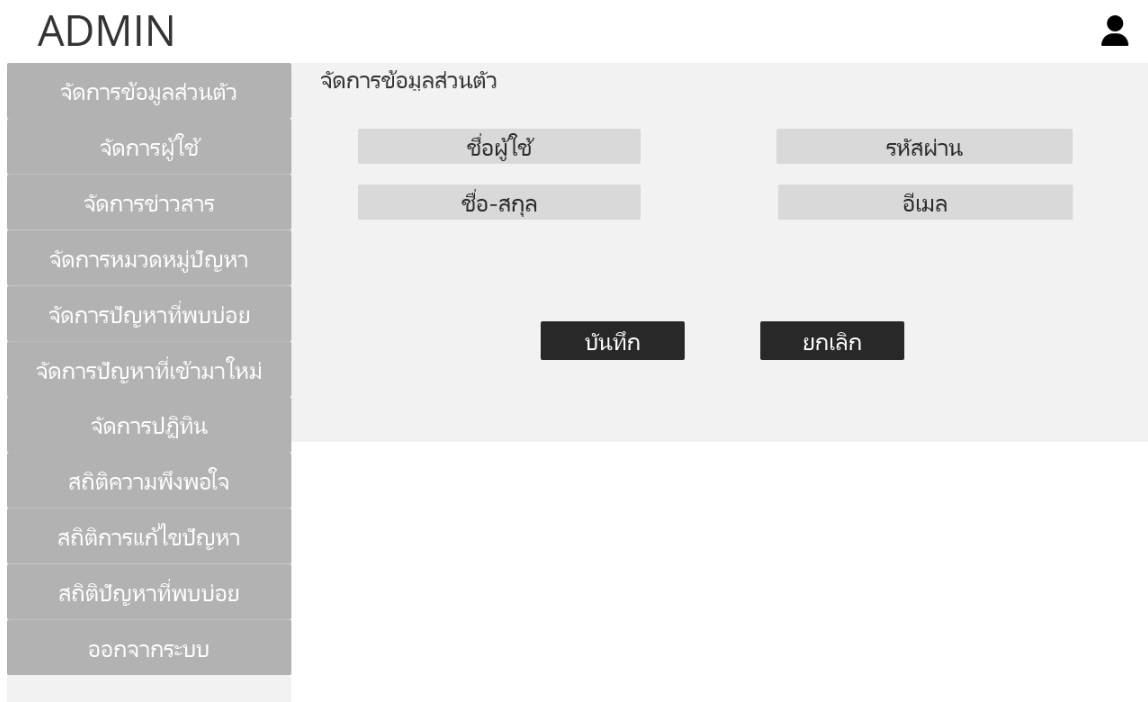 ADMIN
จัดการข้อมูลส่วนตัว
จัดการผู้ใช้
จัดการข่าวสาร
จัดการหมวดหมู่ปัญหา
จัดการปัญหาที่พบบ่อย
จัดการปัญหาที่เข้ามาใหม่
จัดการปฏิทิน
สถิติความพึงพอใจ
สถิติการแก้ไขปัญหา
สถิติปัญหาที่พบบ่อย
ออกจากระบบ
จัดการข้อมูลส่วนตัว
ชื่อผู้ใช้ รหัสผ่าน
ชื่อ-สกุล อีเมล
บันทึก ยกเลิก